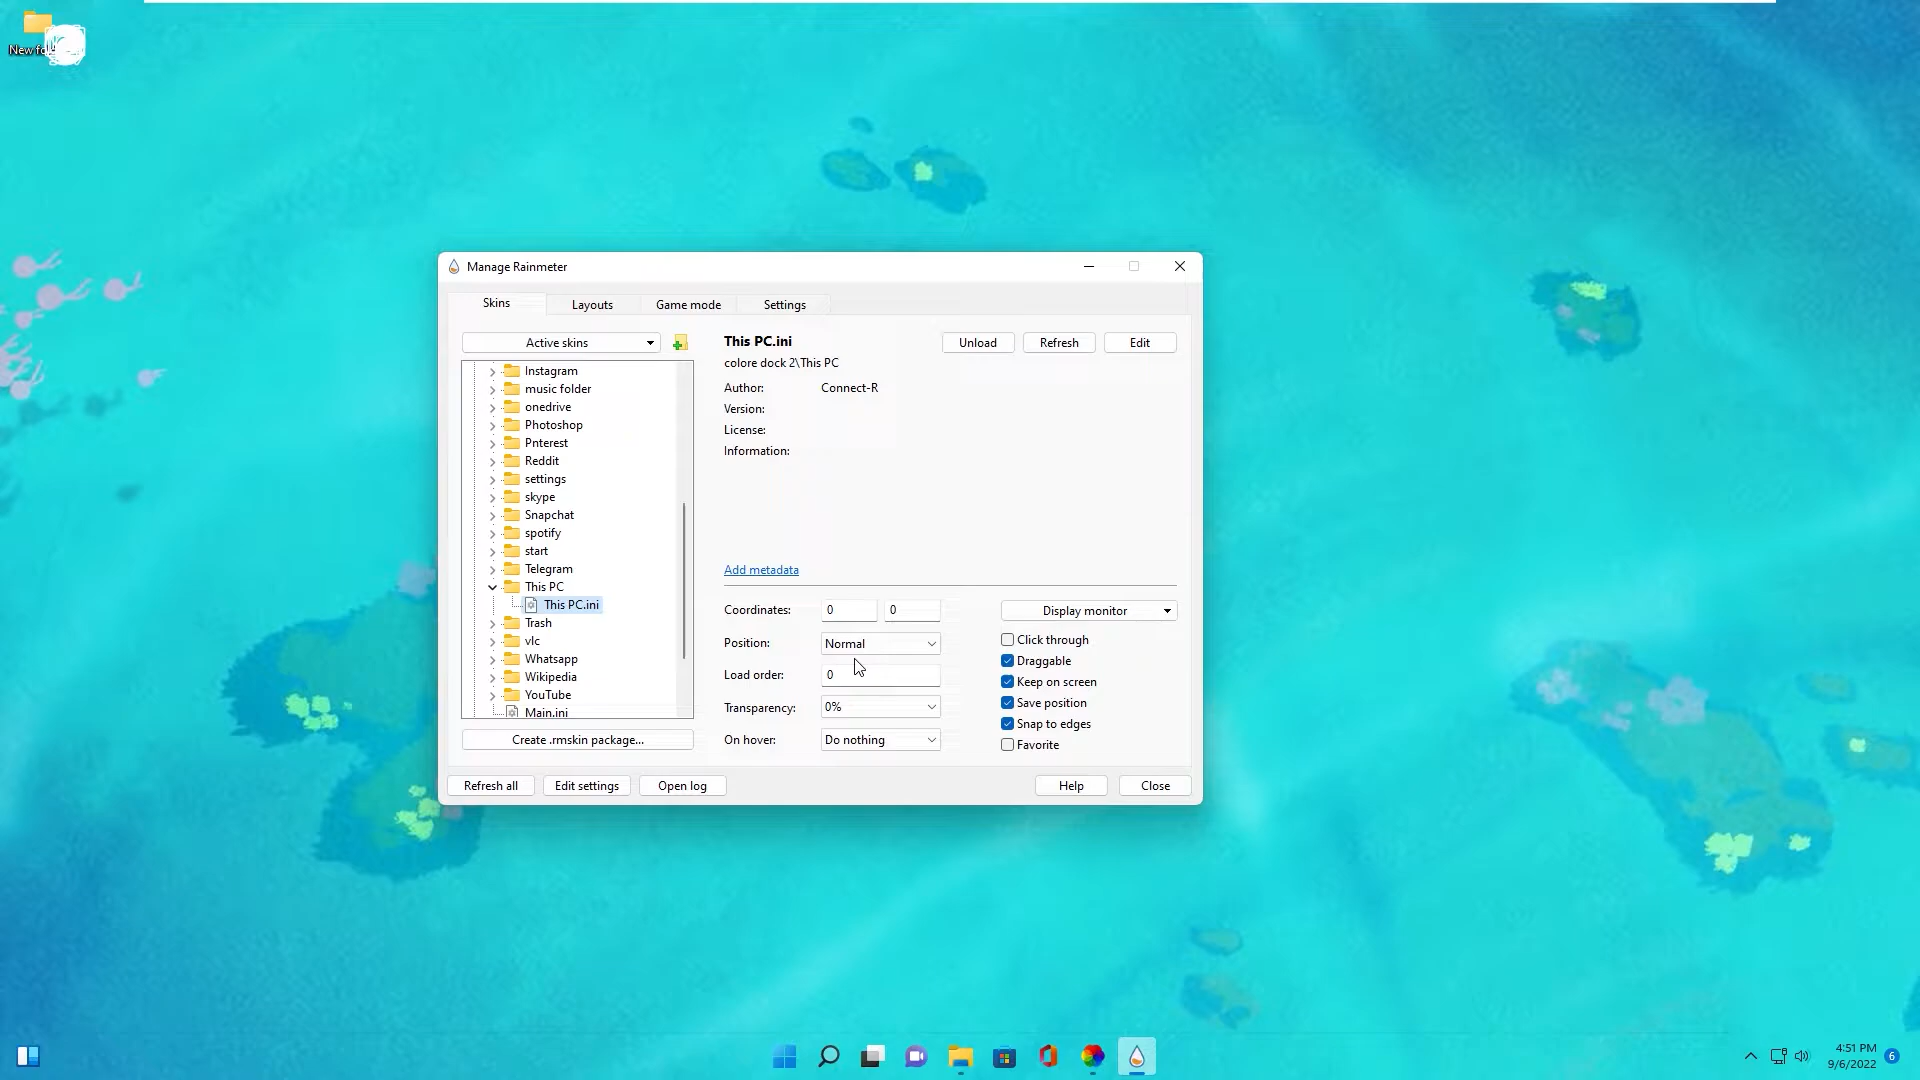 New fo
Manage Rainmeter
Skins
Layouts
Game mode
Settings
Active skins
Instagram
music folder
onedrive
Photoshop
Pnterest
Reddit
settings
skype
Snapchat
spotify
start
Telegram
This PC
This PC.ini
Trash
vlc
Whatsapp
Wikipedia
YouTube
Main.ini
Create .rmskin package...
This PC.ini
Unload
Refresh
Edit
colore dock 2\This PC
Author: Connect-R
Version:
License:
Information:
Add metadata
Coordinates: 0 0
Display monitor
Position: Normal
Load order: 0
Transparency: 0%
On hover: Do nothing
Click through
Draggable
Keep on screen
Save position
Snap to edges
Favorite
Refresh all
Edit settings
Open log
Help
Close
4:51 PM
9/6/2022
6